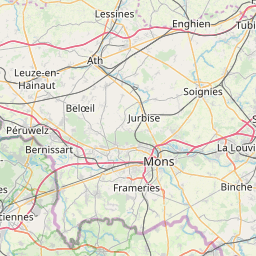 Lessines
Enghien
Tubi
Ath
Leuze-en-
Hainaut
Soignies
Belœil
Jurbise
Péruwelz
La Louvi
Bernissart
Mons
Frameries
Binche
ciennes